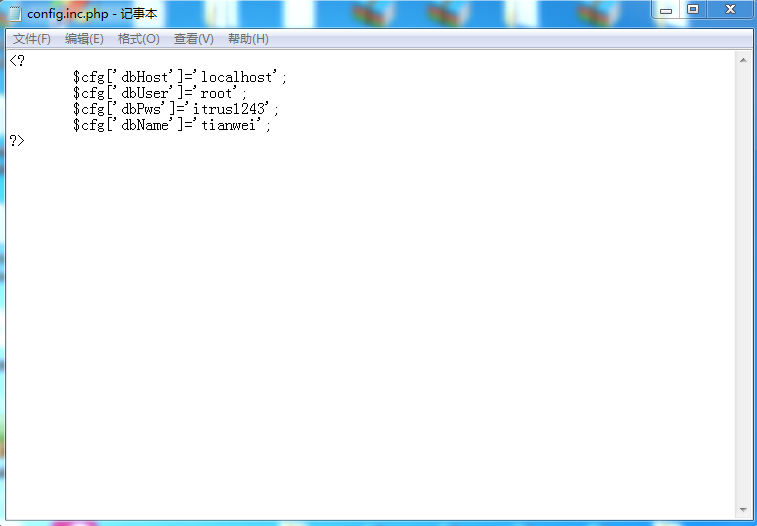 config.inc.php - 记事本
文件(F) 编辑(E) 格式(O) 查看(V) 帮助(H)
<?
$cfg['dbHost']='localhost';
$cfg['dbUser']='root';
$cfg['dbPws']='itrus1243';
$cfg['dbName']='tianwei';
?>